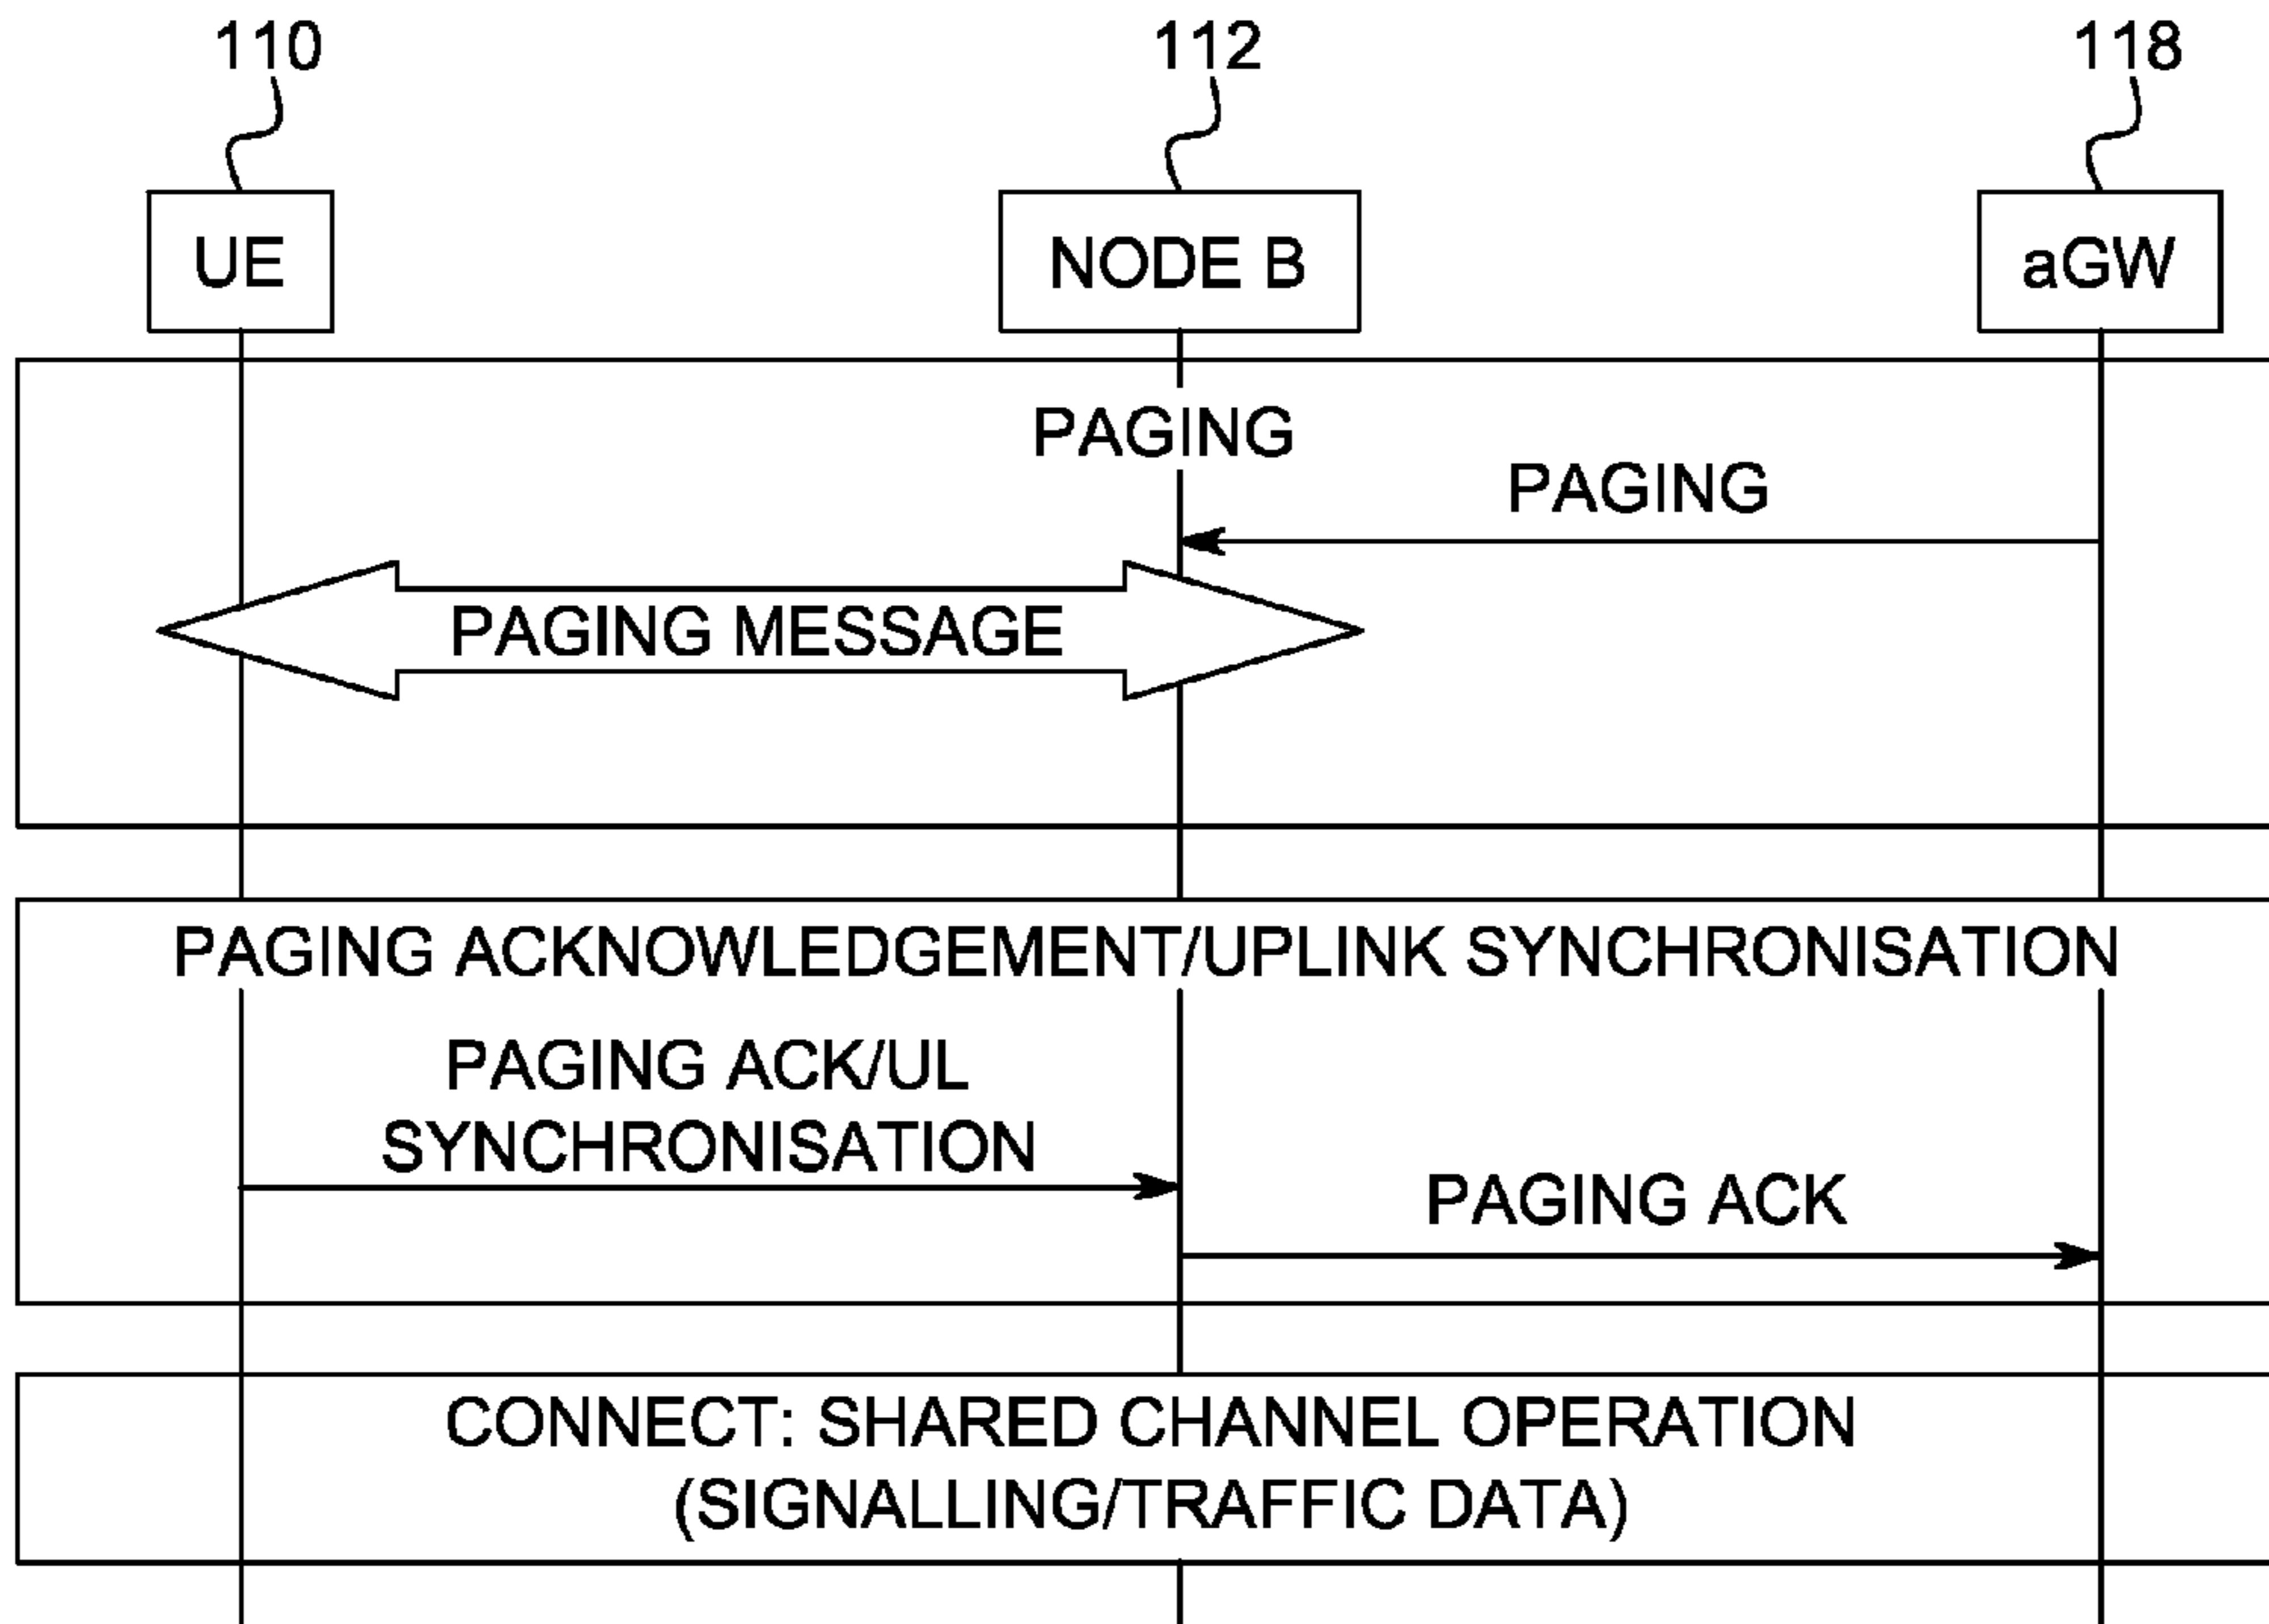 110
112
118
UE
NODE B
aGW
PAGING
PAGING
PAGING MESSAGE
PAGING ACKNOWLEDGEMENT/UPLINK SYNCHRONISATION
PAGING ACK/UL
SYNCHRONISATION
PAGING ACK
CONNECT: SHARED CHANNEL OPERATION
(SIGNALLING/TRAFFIC DATA)